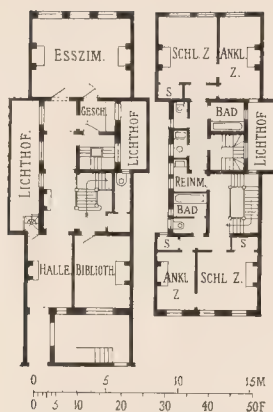 ESSZIM.
GESCHI.
LICHTHOF.
LICHTHOF
HALLE
BIBLIOTH.
SCHL Z
ANKL
Z.
S
BAD
LICHTHOF
REINM.
BAD
S
S
ANKL
Z
SCHL Z.
0 5 10 15M
0 5 10 20 30 40 50F